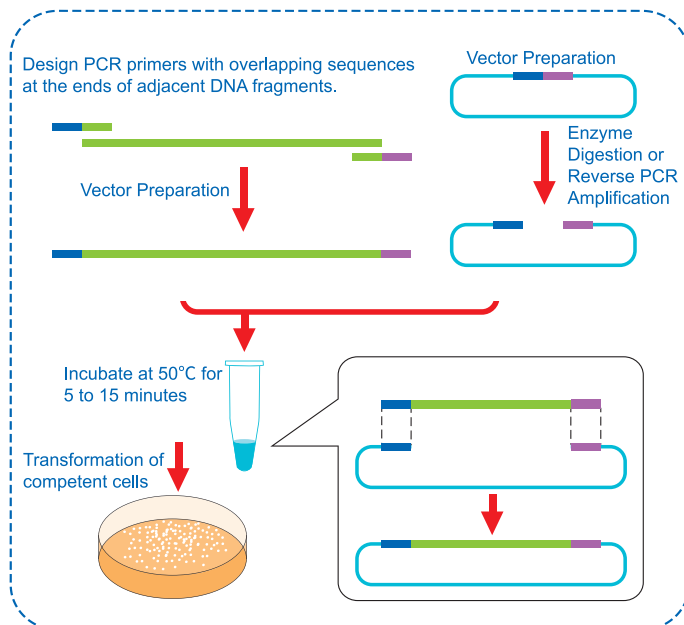 Design PCR primers with overlapping sequences
at the ends of adjacent DNA fragments.
Vector Preparation
Vector Preparation
Enzyme
Digestion or
Reverse PCR
Amplification
Incubate at 50℃ for
5 to 15 minutes
Transformation of
competent cells